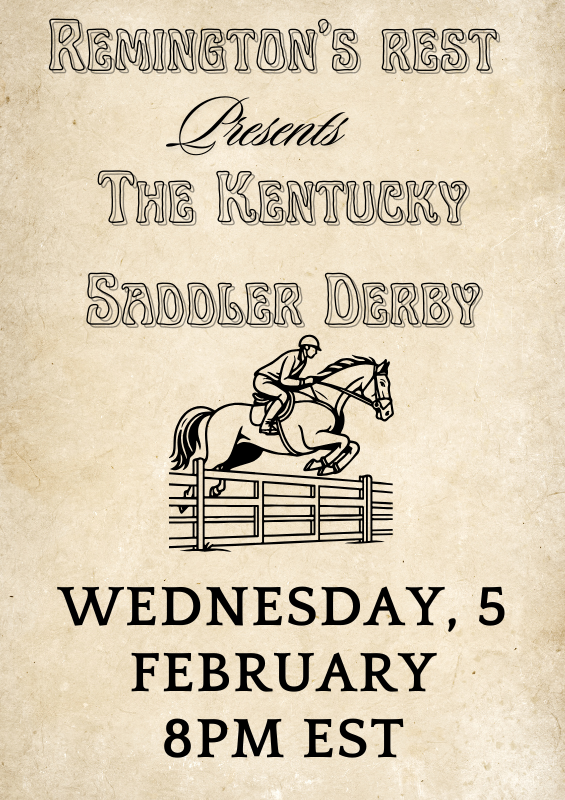 Remington's rest
Presents
The Kentucky
Saddler Derby
WEDNESDAY, 5
FEBRUARY
8PM EST